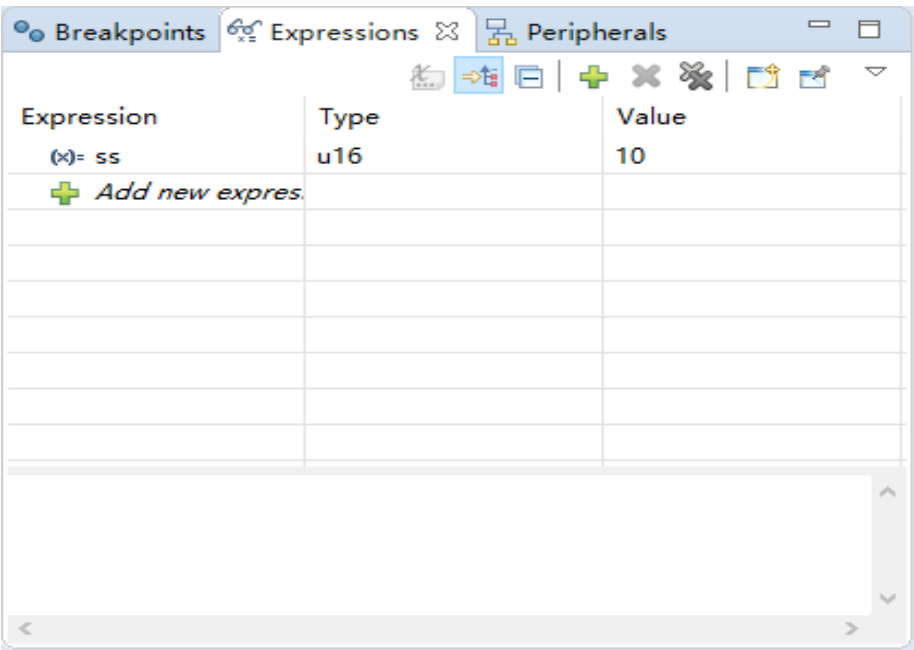 Breakpoints Expressions Peripherals
Expression Type Value
(x)= ss u16 10
Add new expres